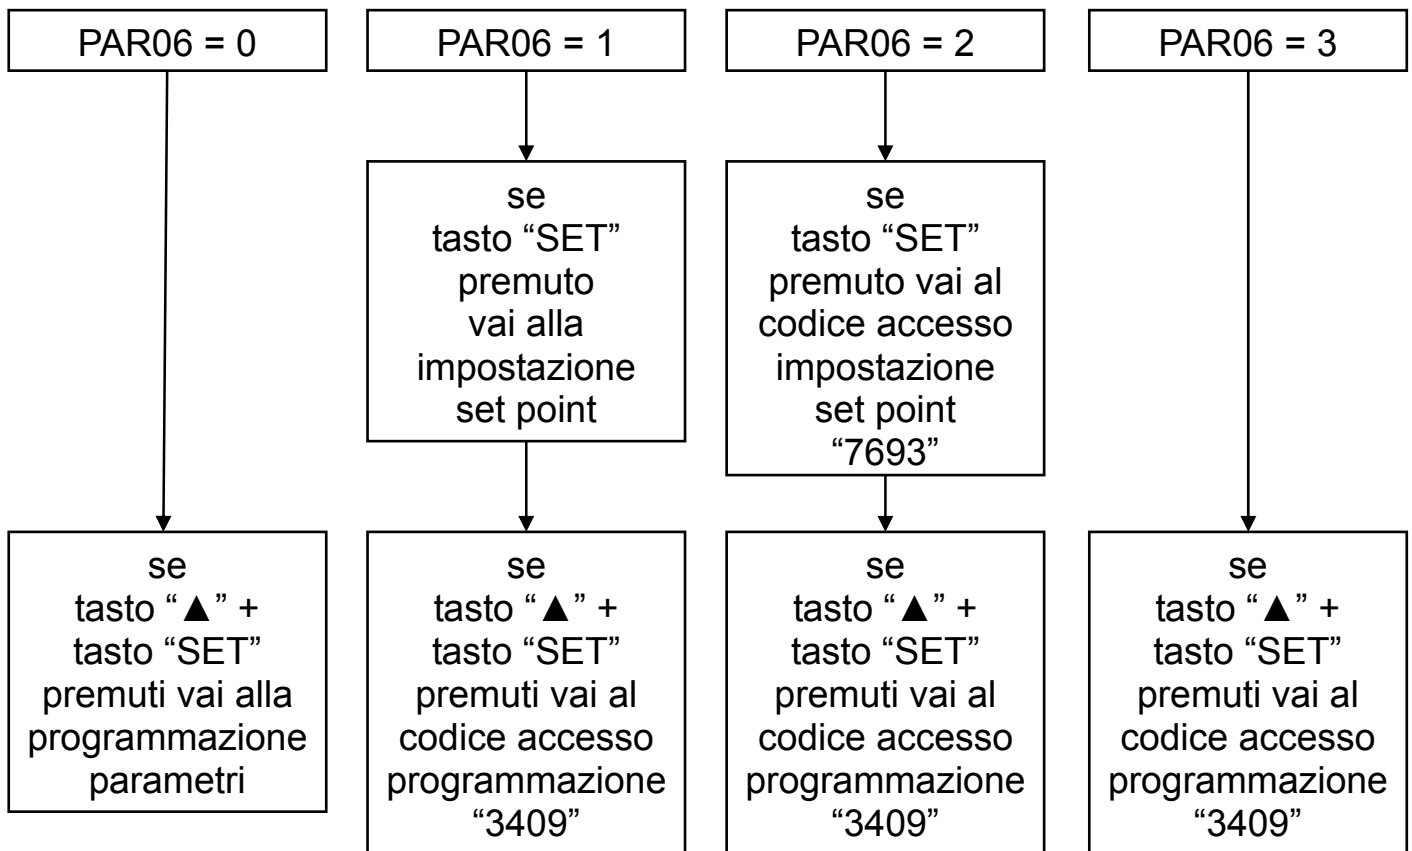 PAR06 = 0
PAR06 = 1
PAR06 = 2
PAR06 = 3
se
tasto “SET”
premuto
vai alla
impostazione
set point
se
tasto “SET”
premuto vai al
codice accesso
impostazione
set point
“7693”
se
tasto “▲” +
tasto “SET”
premuti vai alla
programmazione
parametri
se
tasto “▲” +
tasto “SET”
premuti vai al
codice accesso
programmazione
“3409”
se
tasto “▲” +
tasto “SET”
premuti vai al
codice accesso
programmazione
“3409”
se
tasto “▲” +
tasto “SET”
premuti vai al
codice accesso
programmazione
“3409”